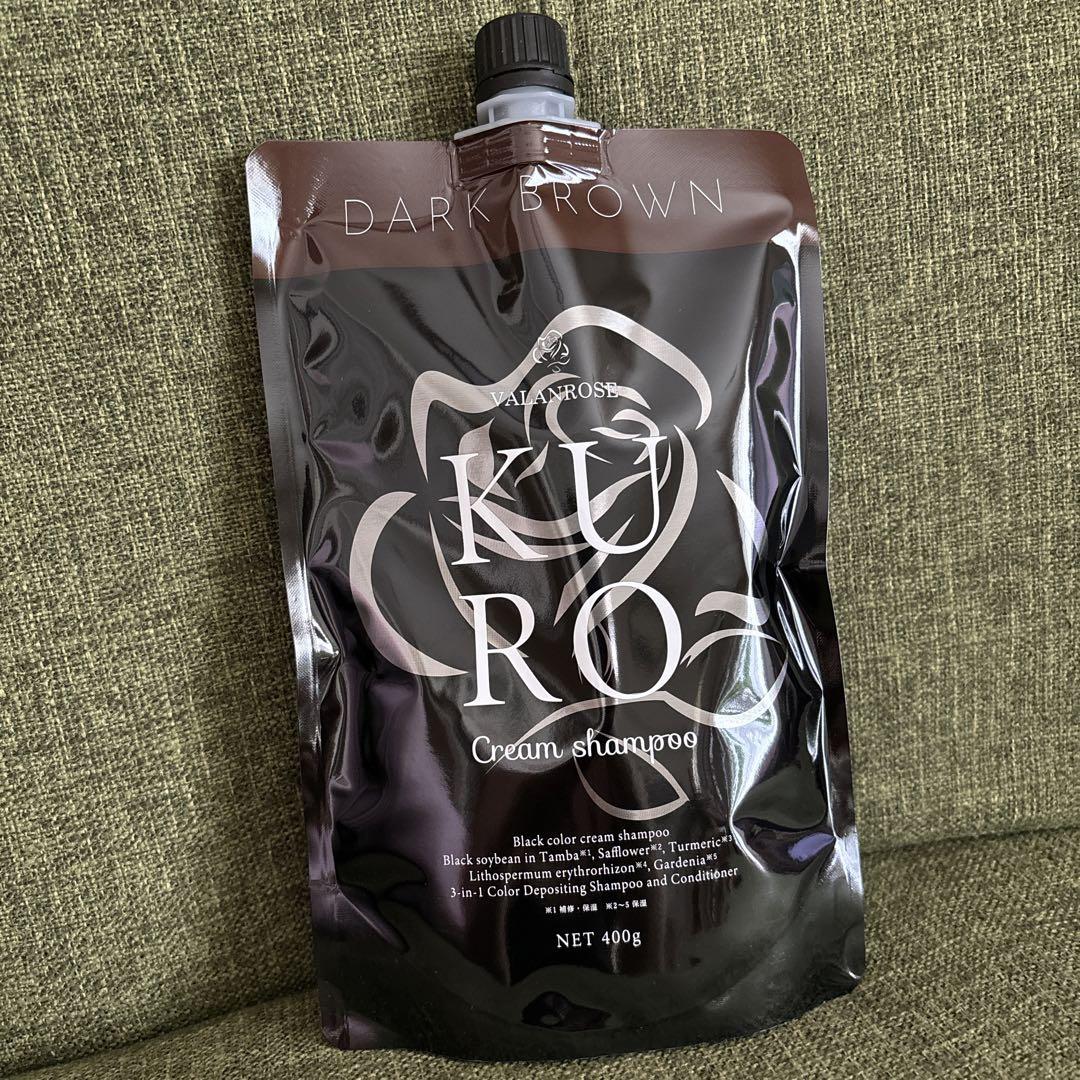 DARK BROWN
VALANROSE
KU
RO
Cream shampoo
Black color cream shampoo
Black soybean in Tamba※1, Safflower※2, Turmeric※3
Lithospermum erythrorhizon※4, Gardenia※5
3-in-1 Color Depositing Shampoo and Conditioner
※1 補修・保湿 ※2〜5 保湿
NET 400g